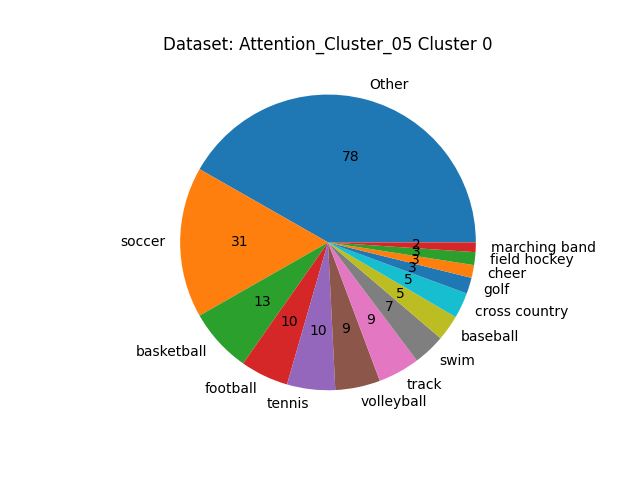 Dataset: Attention_Cluster_05 Cluster 0
Other
78
soccer
31
basketball
13
football
10
tennis
10
volleyball
9
track
9
swim
7
baseball
5
cross country
5
golf
3
cheer
3
field hockey
3
marching band
2